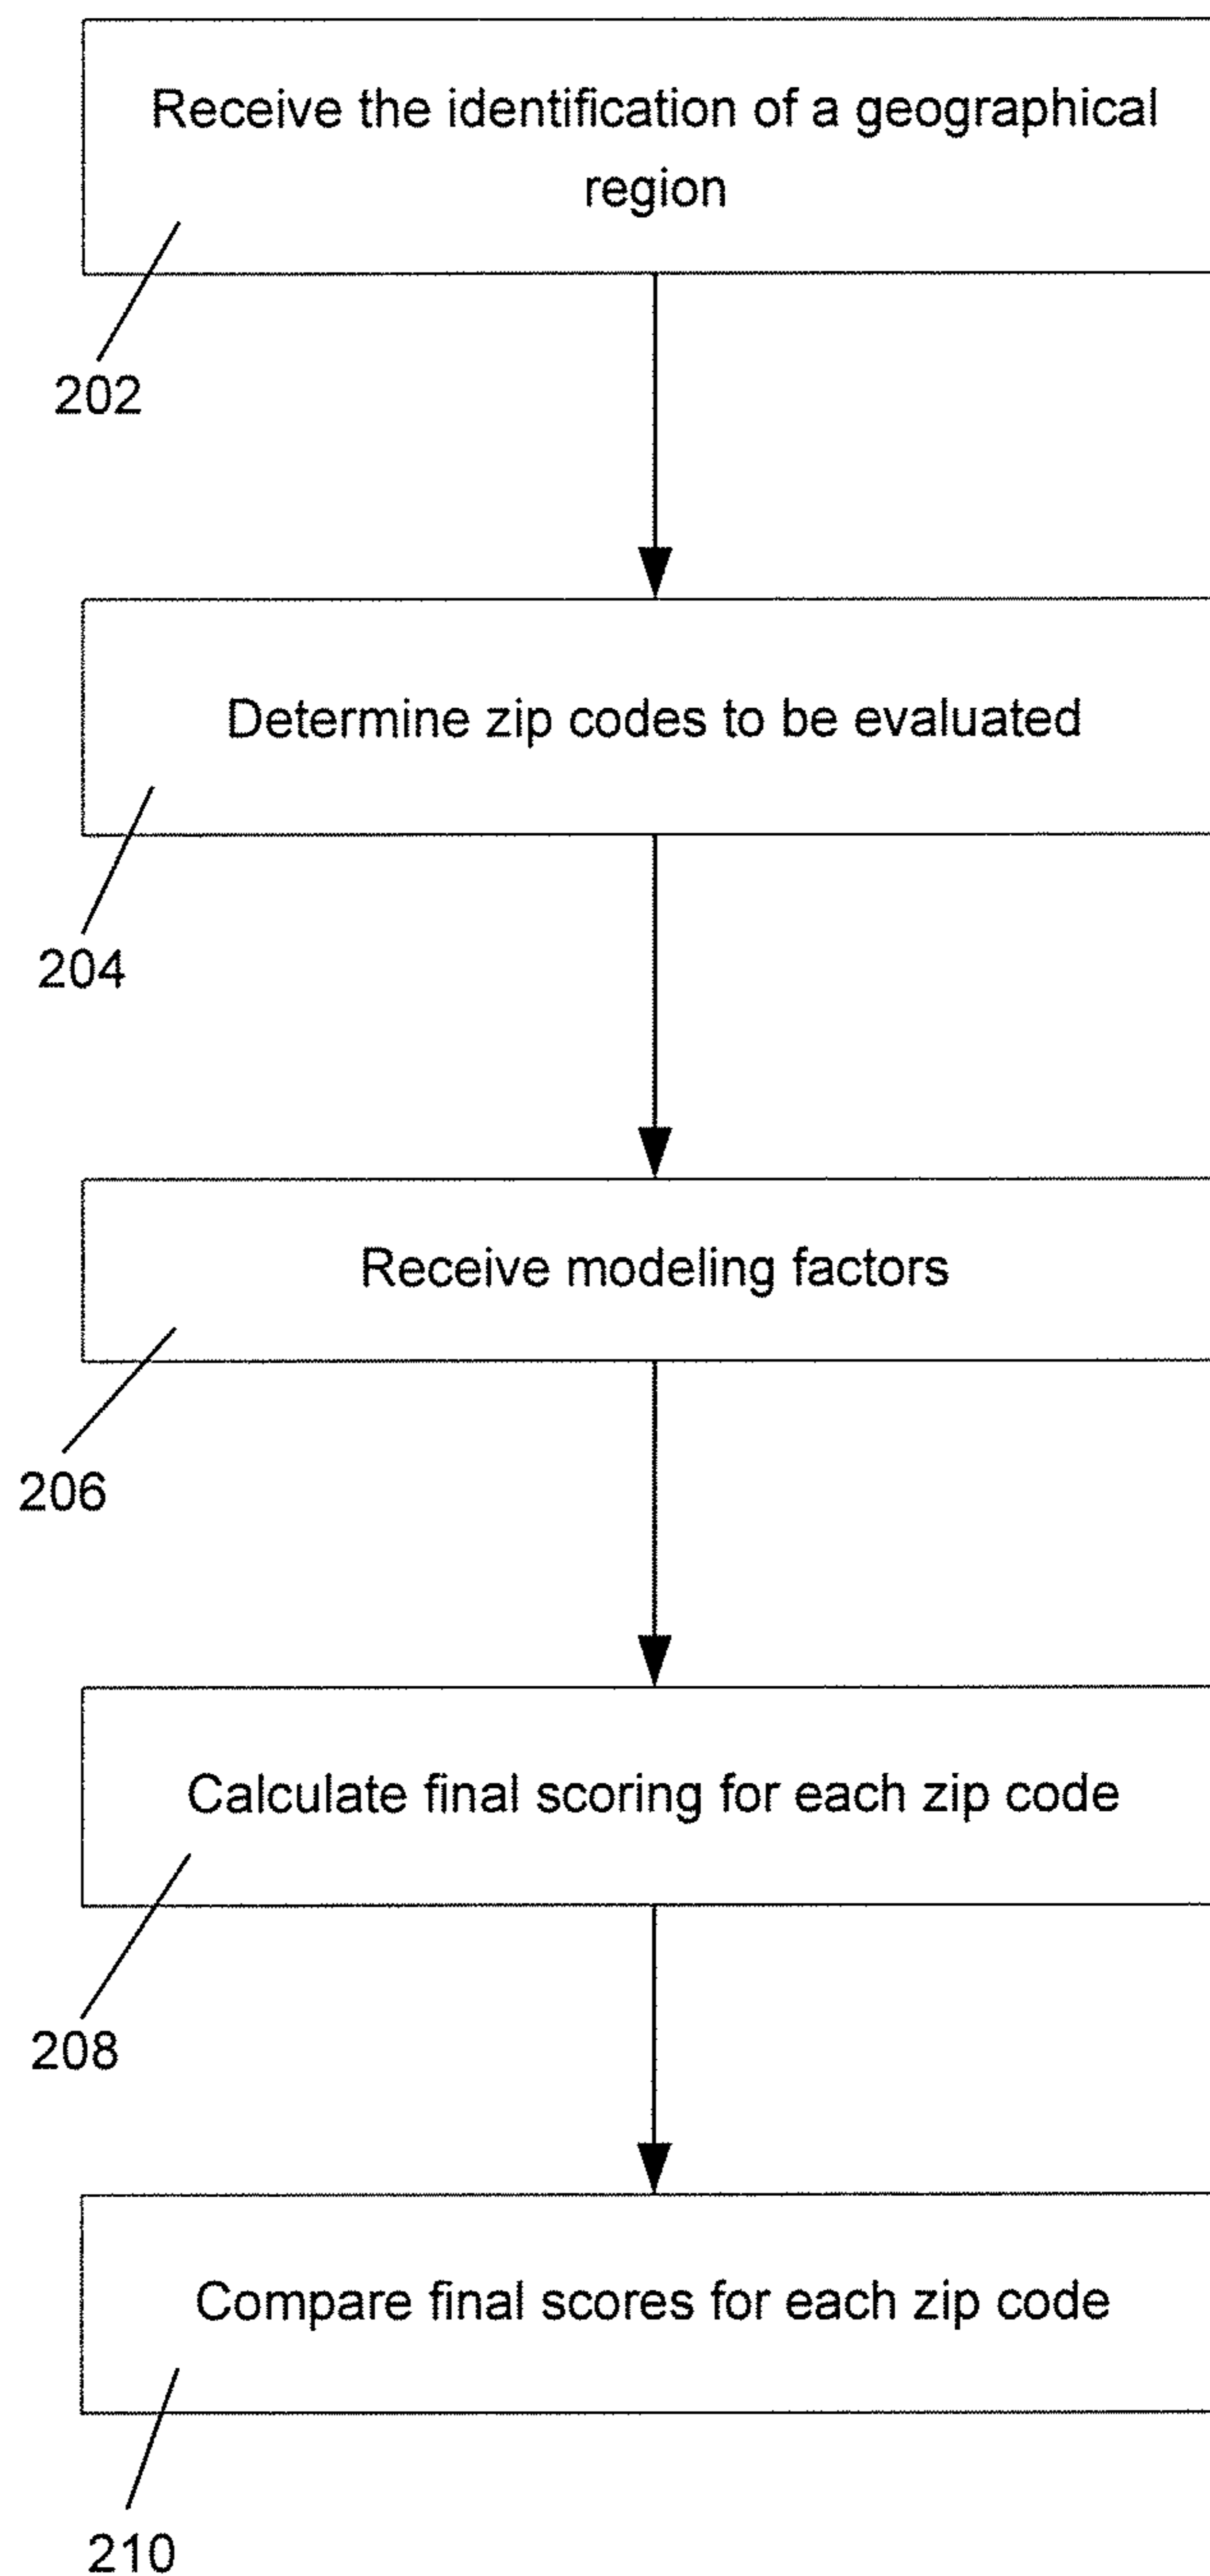 Receive the identification of a geographical
region
202
Determine zip codes to be evaluated
204
Receive modeling factors
206
Calculate final scoring for each zip code
208
Compare final scores for each zip code
210